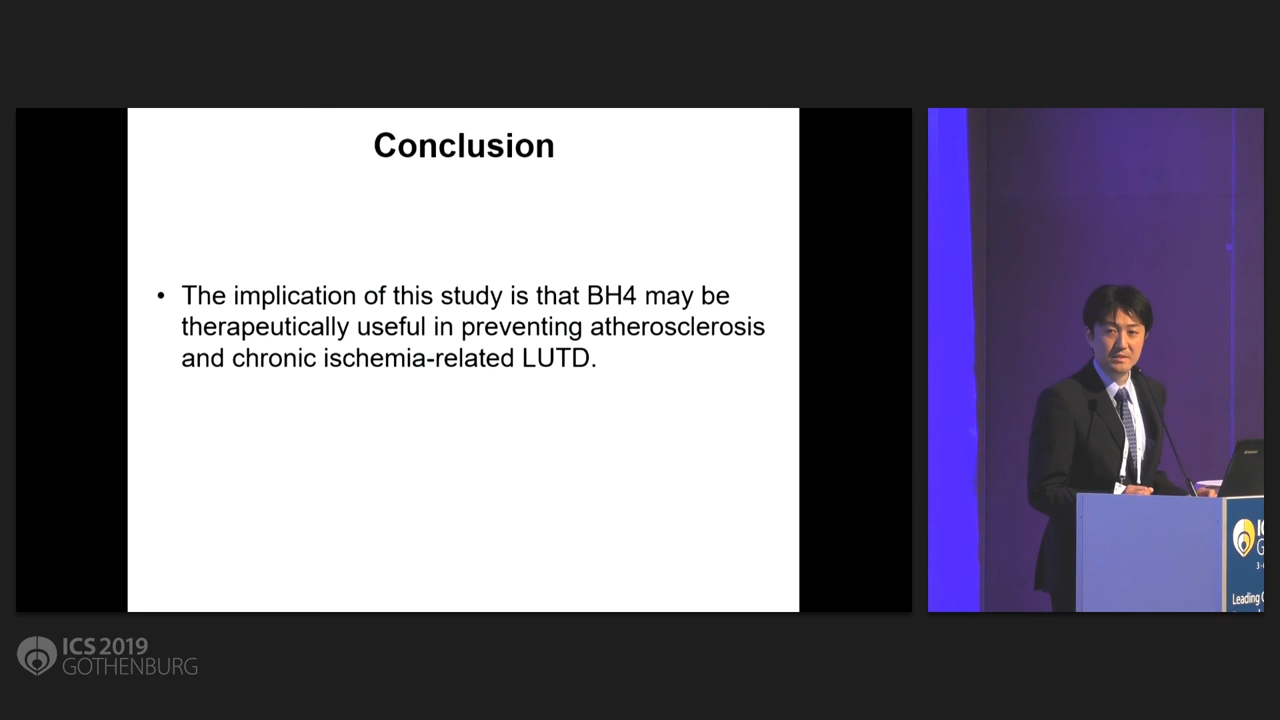 Conclusion
• The implication of this study is that BH4 may be
therapeutically useful in preventing atherosclerosis
and chronic ischemia-related LUTD.
Leading
ICS 2019
GOTHENBURG